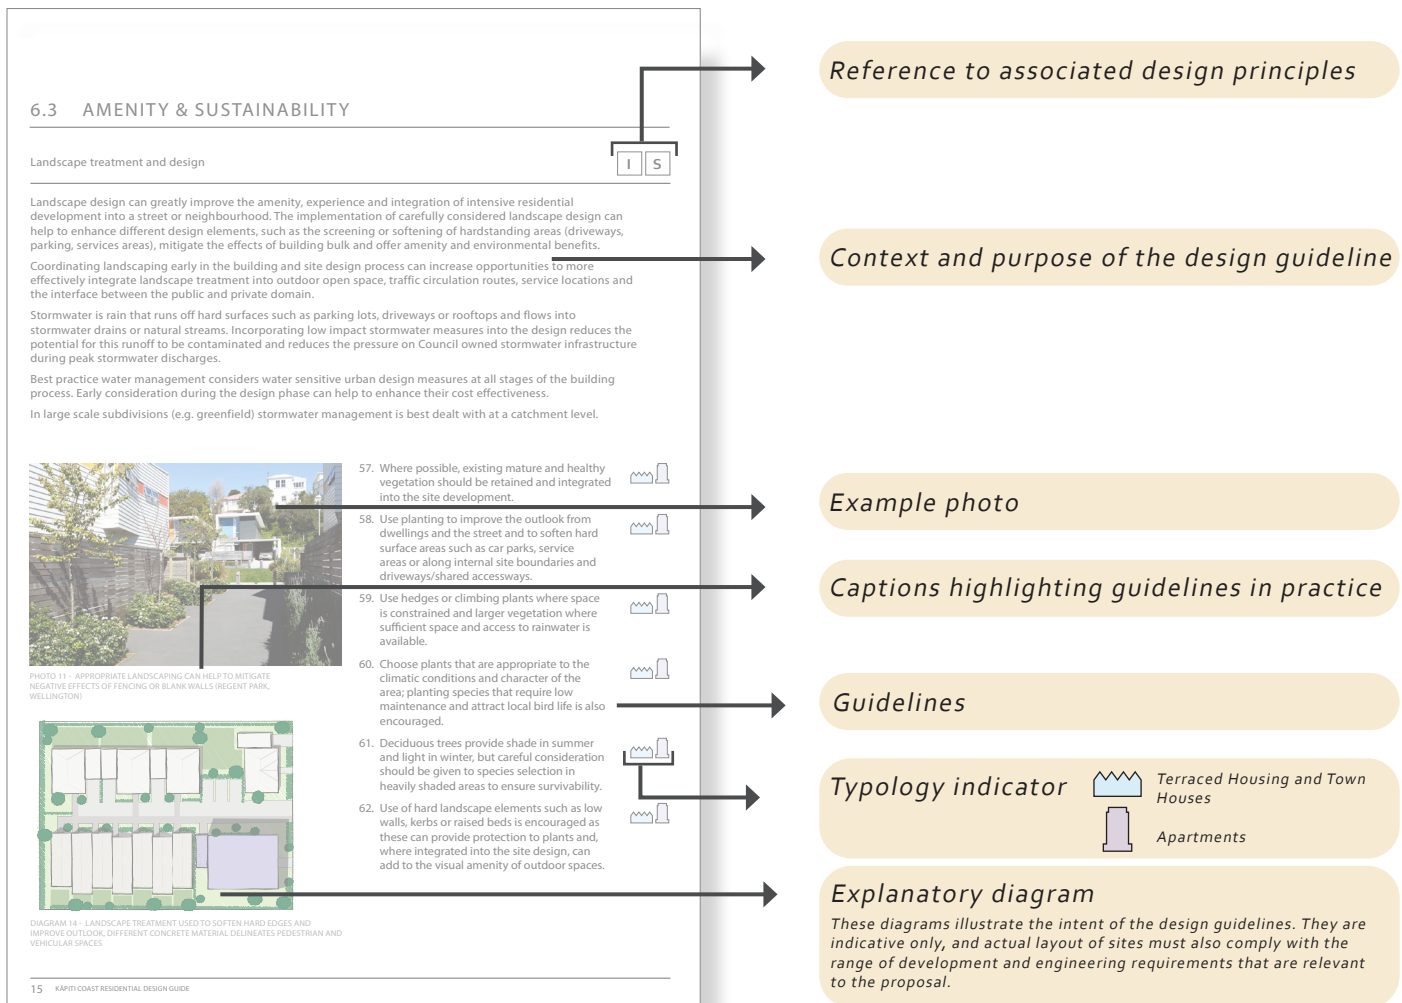 6.3 AMENITY & SUSTAINABILITY
Landscape treatment and design
I S
Landscape design can greatly improve the amenity, experience and integration of intensive residential
development into a street or neighbourhood. The implementation of carefully considered landscape design can
help to enhance different design elements, such as the screening or softening of hardstanding areas (driveways,
parking, services areas), mitigate the effects of building bulk and offer amenity and environmental benefits.
Coordinating landscaping early in the building and site design process can increase opportunities to more
effectively integrate landscape treatment into outdoor open space, traffic circulation routes, service locations and
the interface between the public and private domain.
Stormwater is rain that runs off hard surfaces such as parking lots, driveways or rooftops and flows into
stormwater drains or natural streams. Incorporating low impact stormwater measures into the design reduces the
potential for this runoff to be contaminated and reduces the pressure on Council owned stormwater infrastructure
during peak stormwater discharges.
Best practice water management considers water sensitive urban design measures at all stages of the building
process. Early consideration during the design phase can help to enhance their cost effectiveness.
In large scale subdivisions (e.g. greenfield) stormwater management is best dealt with at a catchment level.
PHOTO 11 - APPROPRIATE LANDSCAPING CAN HELP TO MITIGATE
NEGATIVE EFFECTS OF FENCING OR BLANK WALLS (REGENT PARK,
WELLINGTON)
DIAGRAM 14 - LANDSCAPE TREATMENT USED TO SOFTEN HARD EDGES AND
IMPROVE OUTLOOK, DIFFERENT CONCRETE MATERIAL DELINEATES PEDESTRIAN AND
VEHICULAR SPACES
57. Where possible, existing mature and healthy
vegetation should be retained and integrated
into the site development.
58. Use planting to improve the outlook from
dwellings and the street and to soften hard
surface areas such as car parks, service
areas or along internal site boundaries and
driveways/shared accessways.
59. Use hedges or climbing plants where space
is constrained and larger vegetation where
sufficient space and access to rainwater is
available.
60. Choose plants that are appropriate to the
climatic conditions and character of the
area; planting species that require low
maintenance and attract local bird life is also
encouraged.
61. Deciduous trees provide shade in summer
and light in winter, but careful consideration
should be given to species selection in
heavily shaded areas to ensure survivability.
62. Use of hard landscape elements such as low
walls, kerbs or raised beds is encouraged as
these can provide protection to plants and,
where integrated into the site design, can
add to the visual amenity of outdoor spaces.
15 KĀPITI COAST RESIDENTIAL DESIGN GUIDE
Reference to associated design principles
Context and purpose of the design guideline
Example photo
Captions highlighting guidelines in practice
Guidelines
Typology indicator
Terraced Housing and Town
Houses
Apartments
Explanatory diagram
These diagrams illustrate the intent of the design guidelines. They are
indicative only, and actual layout of sites must also comply with the
range of development and engineering requirements that are relevant
to the proposal.